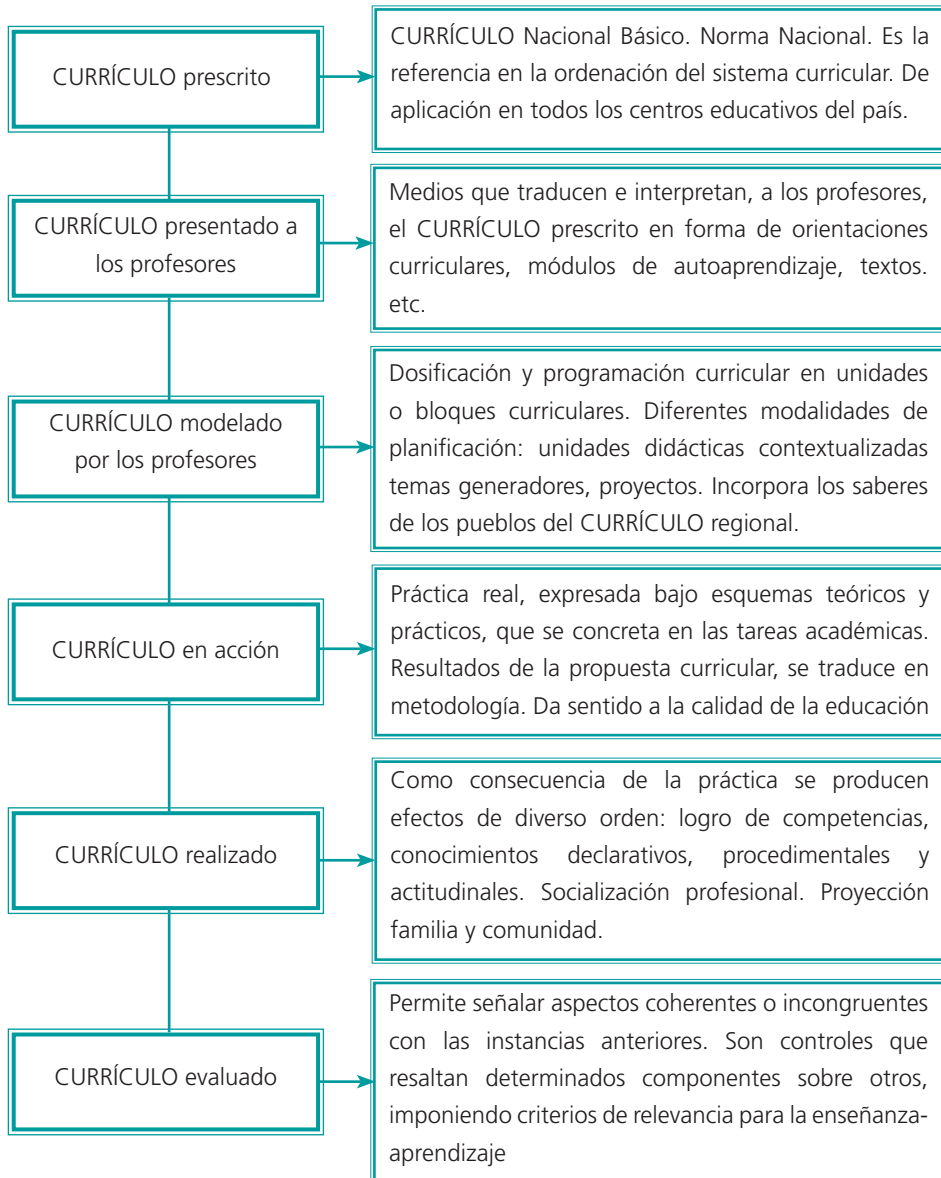 CURRÍCULO prescrito
CURRÍCULO Nacional Básico. Norma Nacional. Es la
referencia en la ordenación del sistema curricular. De
aplicación en todos los centros educativos del país.
CURRÍCULO presentado a
los profesores
Medios que traducen e interpretan, a los profesores,
el CURRÍCULO prescrito en forma de orientaciones
curriculares, módulos de autoaprendizaje, textos.
etc.
CURRÍCULO modelado
por los profesores
Dosificación y programación curricular en unidades
o bloques curriculares. Diferentes modalidades de
planificación: unidades didácticas contextualizadas
temas generadores, proyectos. Incorpora los saberes
de los pueblos del CURRÍCULO regional.
CURRÍCULO en acción
Práctica real, expresada bajo esquemas teóricos y
prácticos, que se concreta en las tareas académicas.
Resultados de la propuesta curricular, se traduce en
metodología. Da sentido a la calidad de la educación
CURRÍCULO realizado
Como consecuencia de la práctica se producen
efectos de diverso orden: logro de competencias,
conocimientos declarativos, procedimentales y
actitudinales. Socialización profesional. Proyección
familia y comunidad.
CURRÍCULO evaluado
Permite señalar aspectos coherentes o incongruentes
con las instancias anteriores. Son controles que
resaltan determinados componentes sobre otros,
imponiendo criterios de relevancia para la enseñanza-
aprendizaje